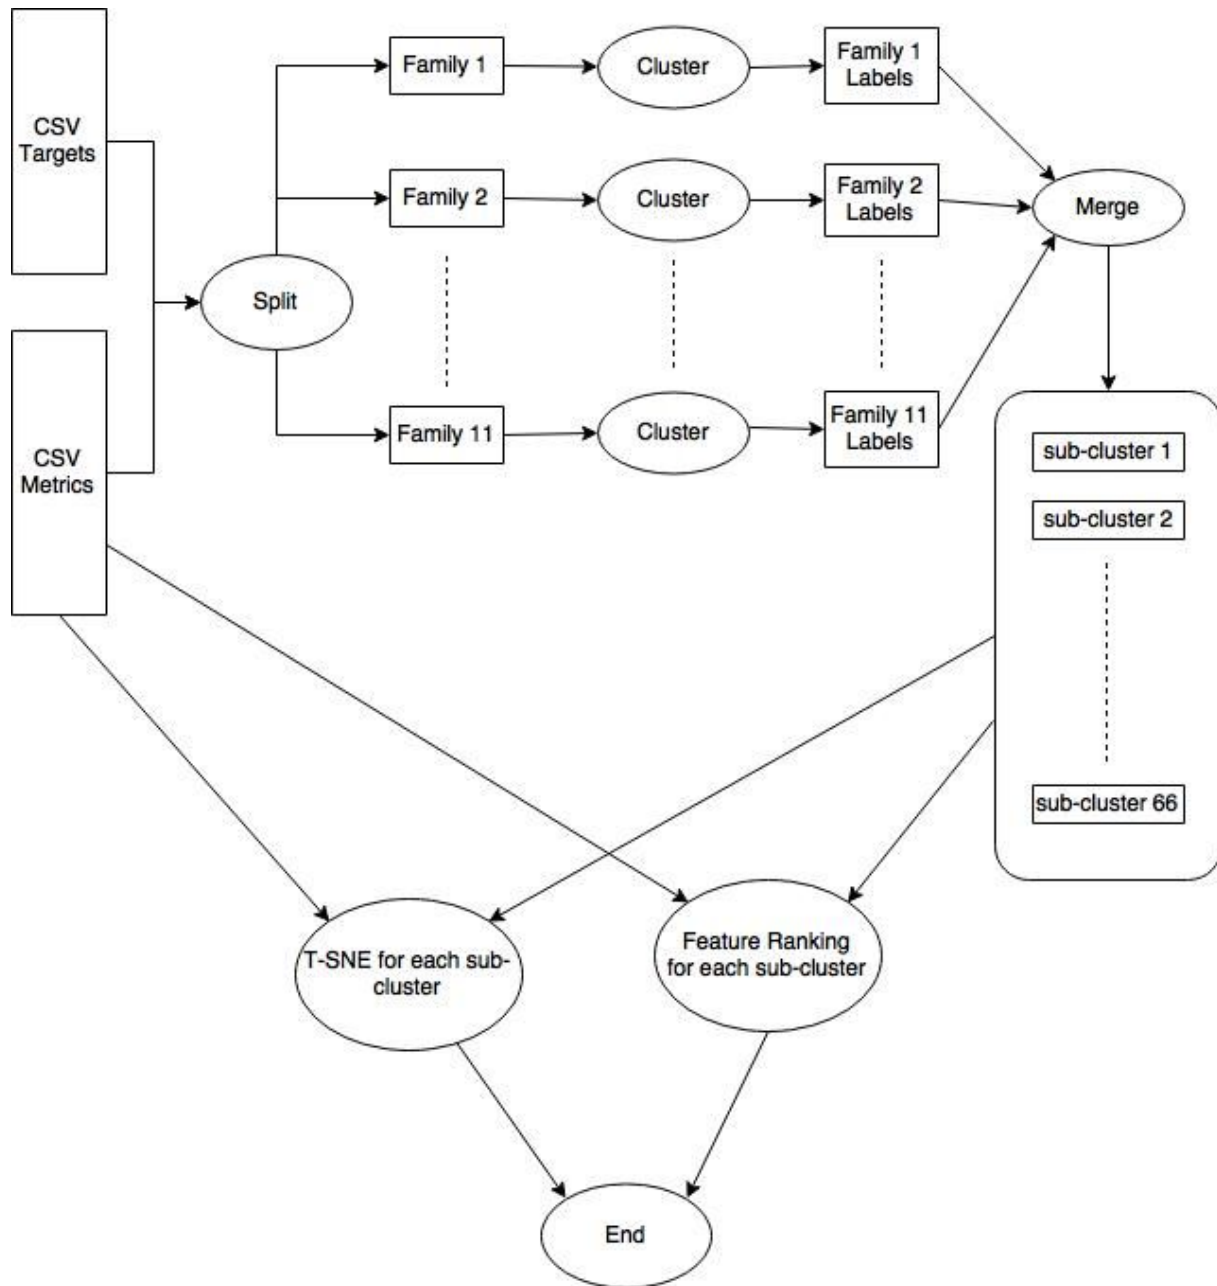 CSV
Targets
CSV
Metrics
Split
Family 1
Cluster
Family 1
Labels
Family 2
Cluster
Family 2
Labels
Family 11
Cluster
Family 11
Labels
Merge
sub-cluster 1
sub-cluster 2
sub-cluster 66
T-SNE for each sub-
cluster
Feature Ranking
for each sub-cluster
End